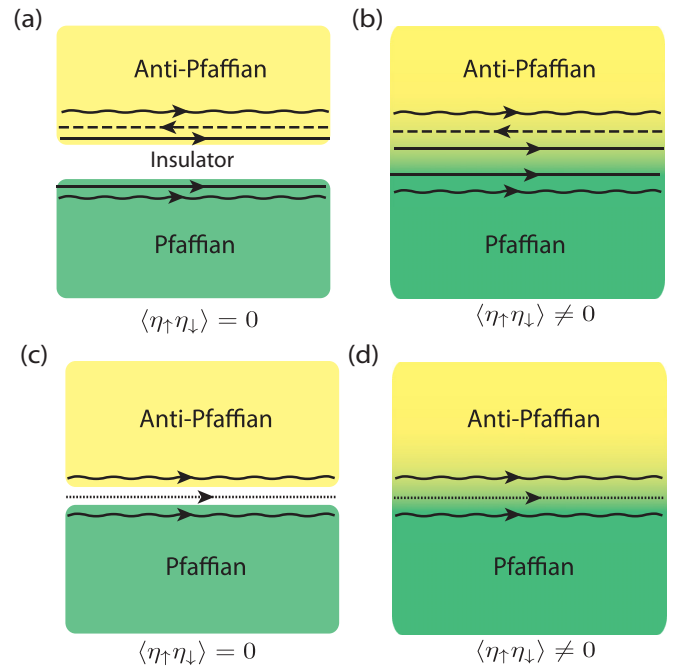 (a)
Anti-Pfaffian
Insulator
Pfaffian
⟨η↑η↓⟩ = 0
(b)
Anti-Pfaffian
Pfaffian
⟨η↑η↓⟩ ≠ 0
(c)
Anti-Pfaffian
Pfaffian
⟨η↑η↓⟩ = 0
(d)
Anti-Pfaffian
Pfaffian
⟨η↑η↓⟩ ≠ 0